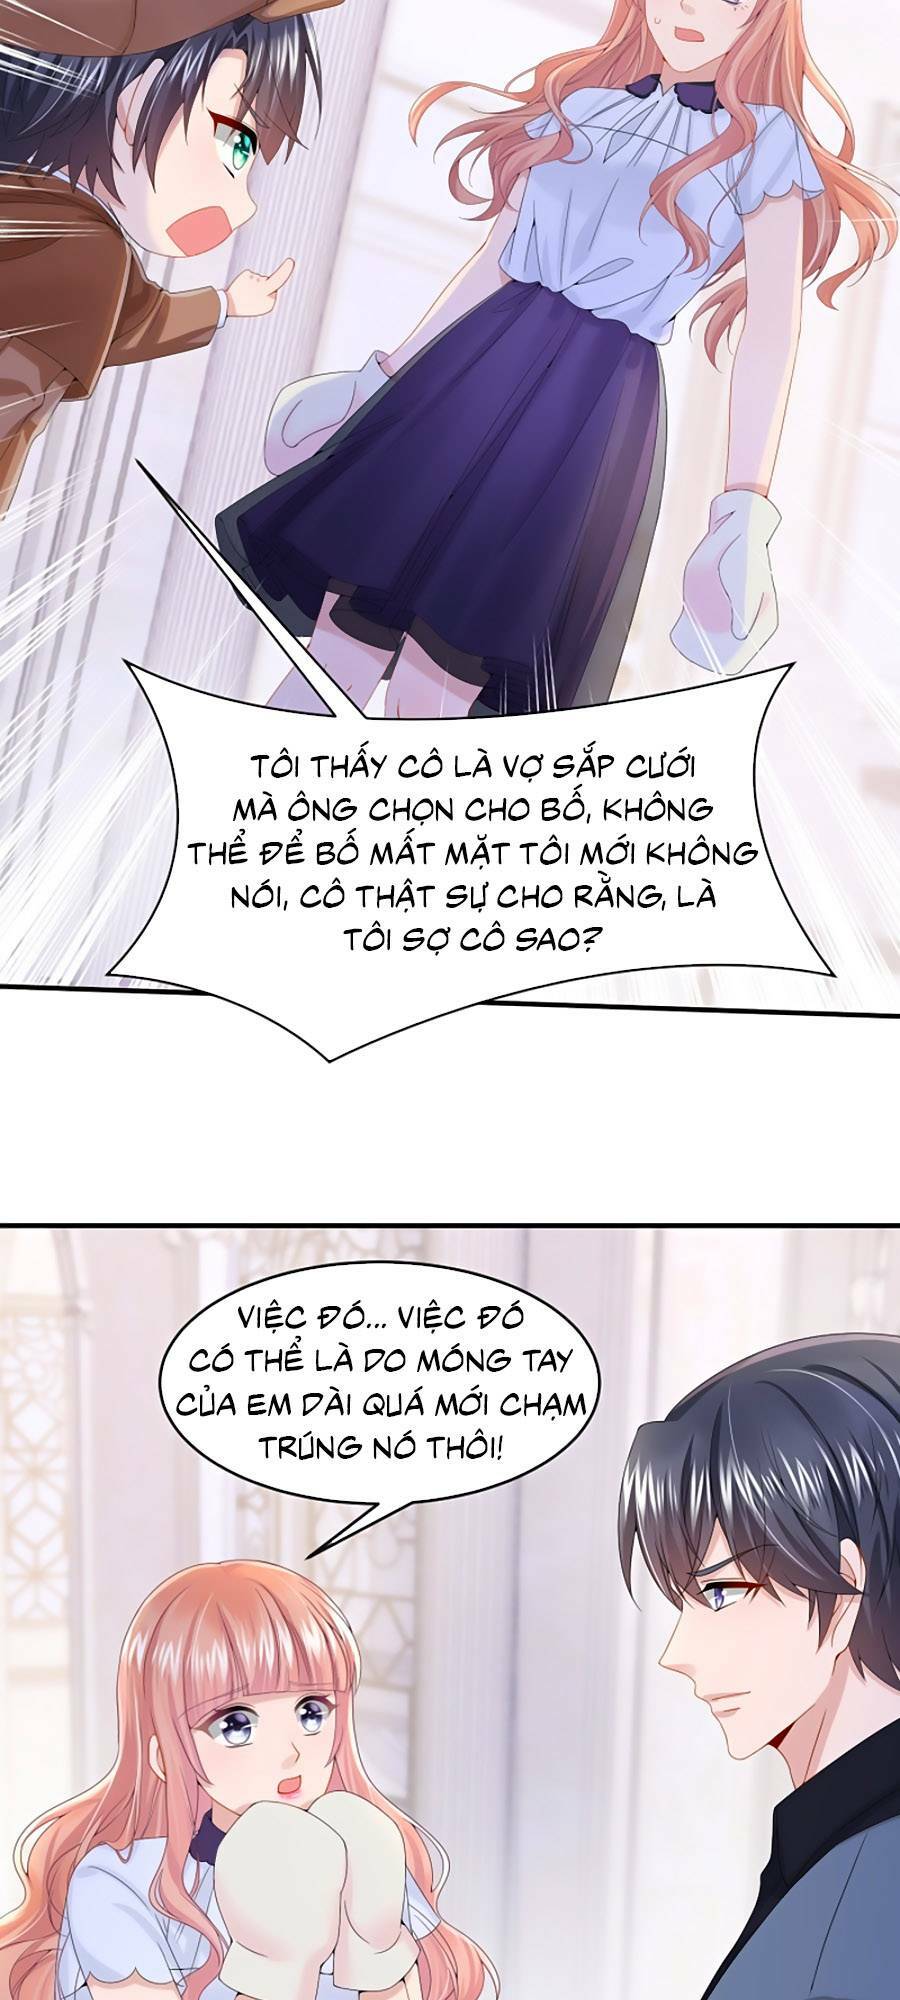 TÔI THẤY CÔ LÀ VỢ SẮP CƯỚI
MÀ ÔNG CHỌN CHO BỐ, KHÔNG
THỂ ĐỂ BỐ MẤT MẶT TÔI MỚI KHÔNG
NÓI, CÔ THẬT SỰ CHO RẰNG, LÀ
TÔI SỢ CÔ SAO?
VIỆC ĐÓ... VIỆC ĐÓ
CÓ THỂ LÀ DO MÓNG TAY
CỦA EM DÀI QUÁ MỚI CHẠM
TRÚNG NÓ THÔI!